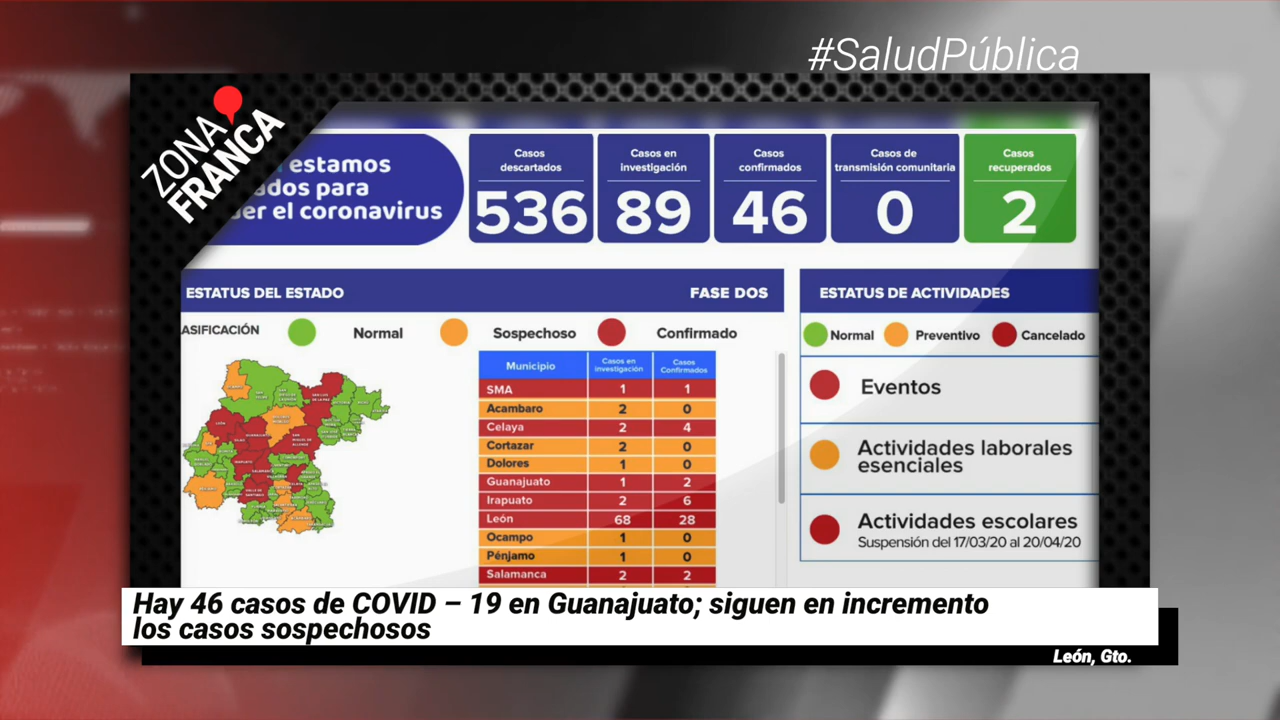 #SaludPública
ZONA
FRANCA
estamos
ados para
er el coronavirus
Casos
descartados
536
Casos en
investigación
89
Casos
confirmados
46
Casos de
transmisión comunitaria
0
Casos
recuperados
2
ESTATUS DEL ESTADO FASE DOS
ASIFICACIÓN Normal Sospechoso Confirmado
Municipio Casos en investigación Casos Confirmados
SMA 1 1
Acambaro 2 0
Celaya 2 4
Cortazar 2 0
Dolores 1 0
Guanajuato 1 2
Irapuato 2 6
León 68 28
Ocampo 1 0
Pénjamo 1 0
Salamanca 2 2
ESTATUS DE ACTIVIDADES
Normal Preventivo Cancelado
Eventos
Actividades laborales
esenciales
Actividades escolares
Suspensión del 17/03/20 al 20/04/20
Hay 46 casos de COVID – 19 en Guanajuato; siguen en incremento
los casos sospechosos
León, Gto.